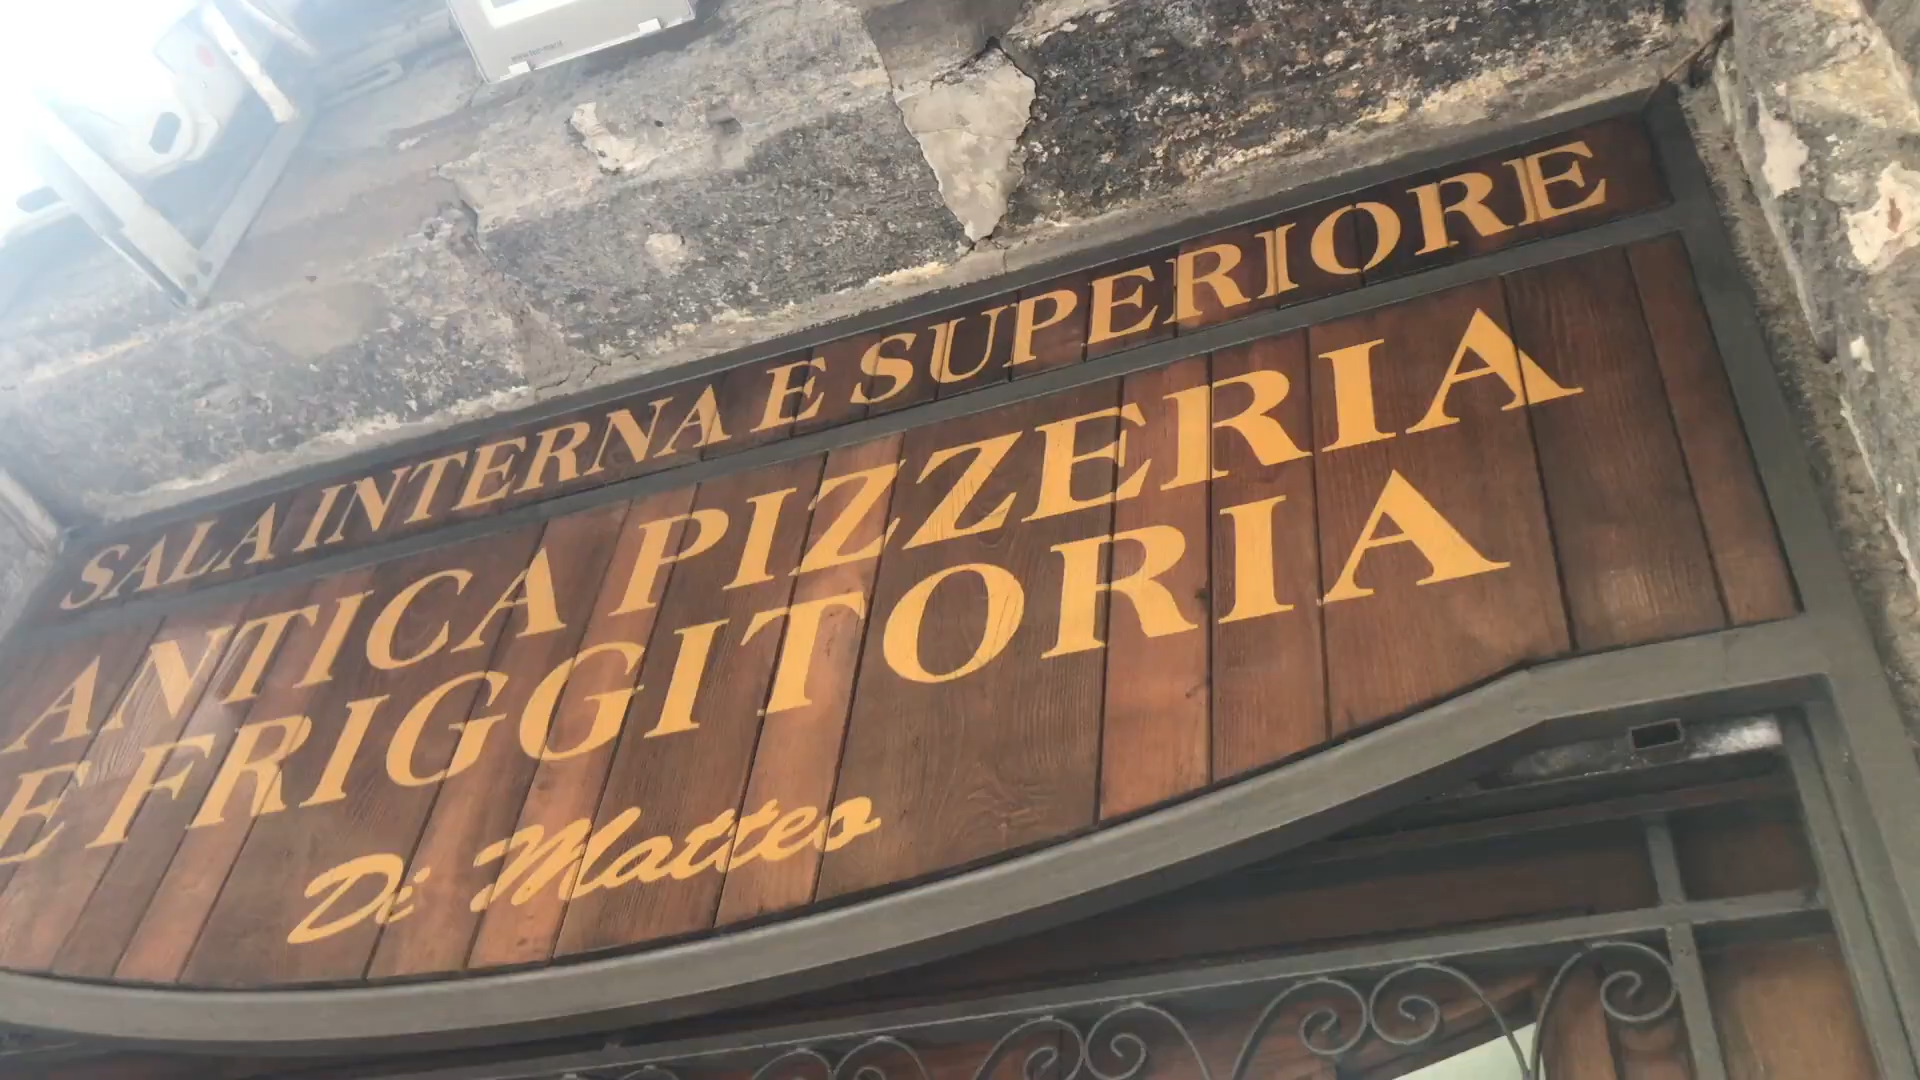 SALA INTERNA E SUPERIORE
ANTICA PIZZERIA
E FRIGGITORIA
Di Matteo